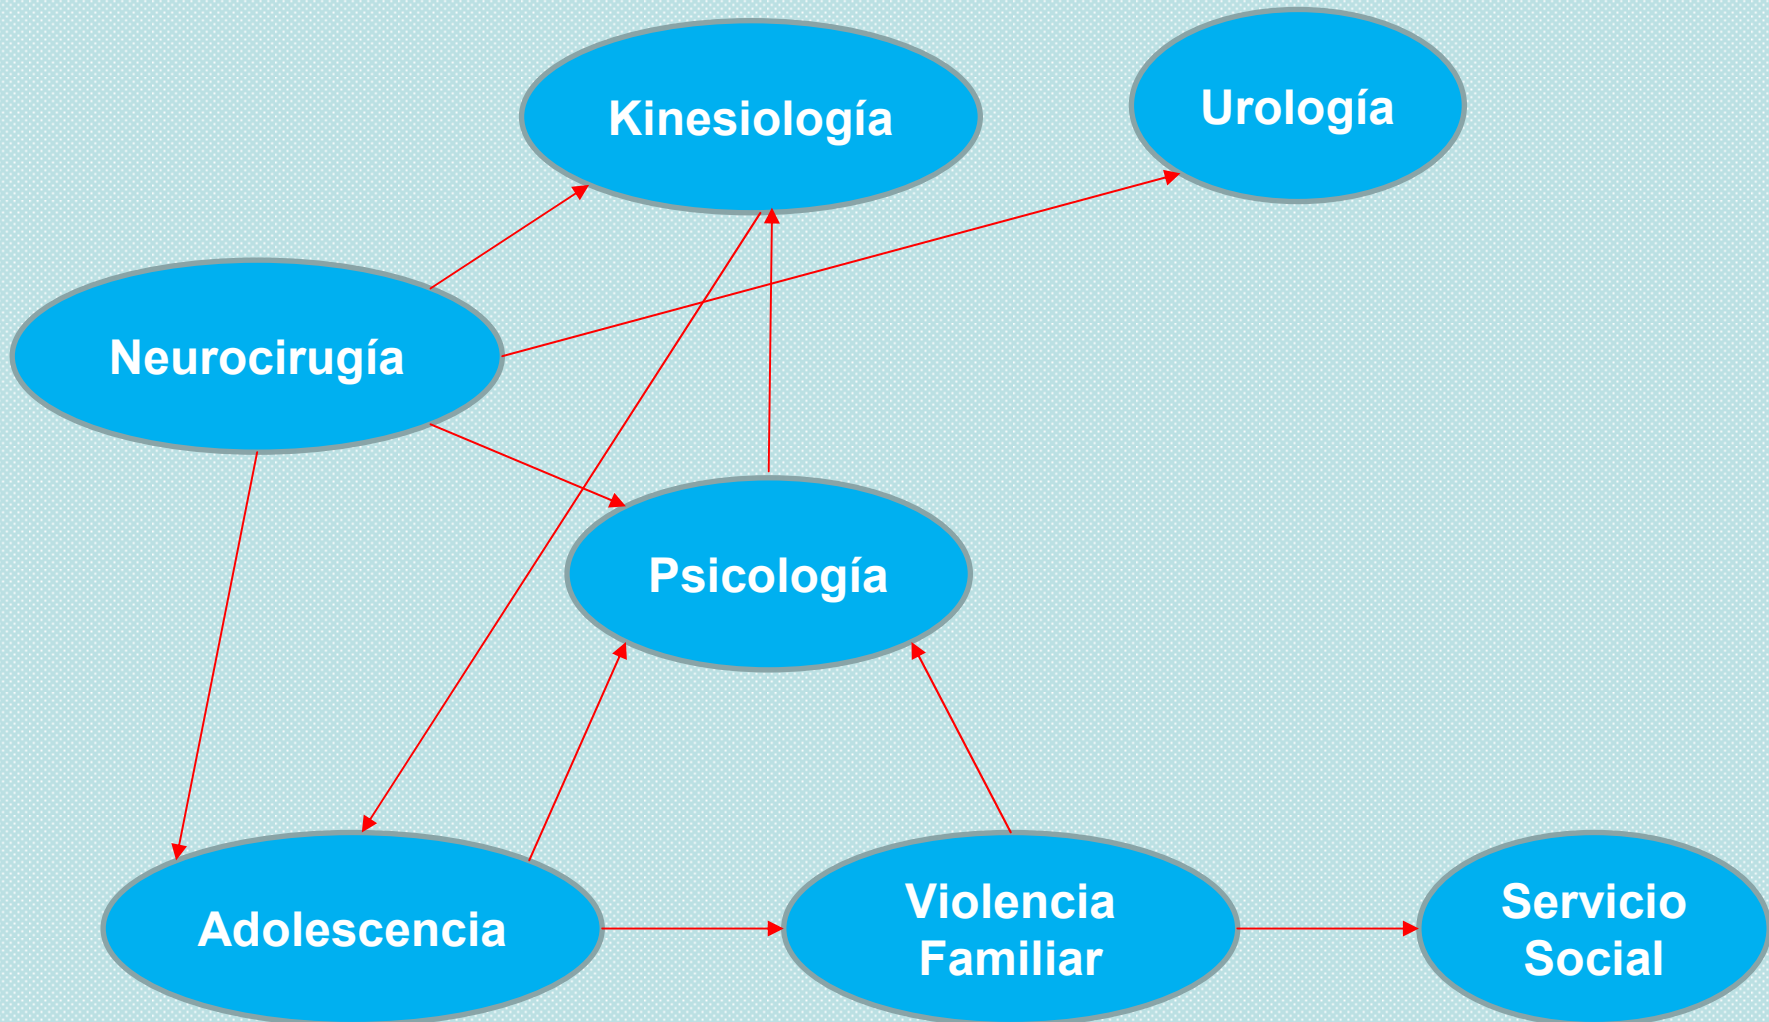 Kinesiología
Urología
Neurocirugía
Psicología
Adolescencia
Violencia
Familiar
Servicio
Social